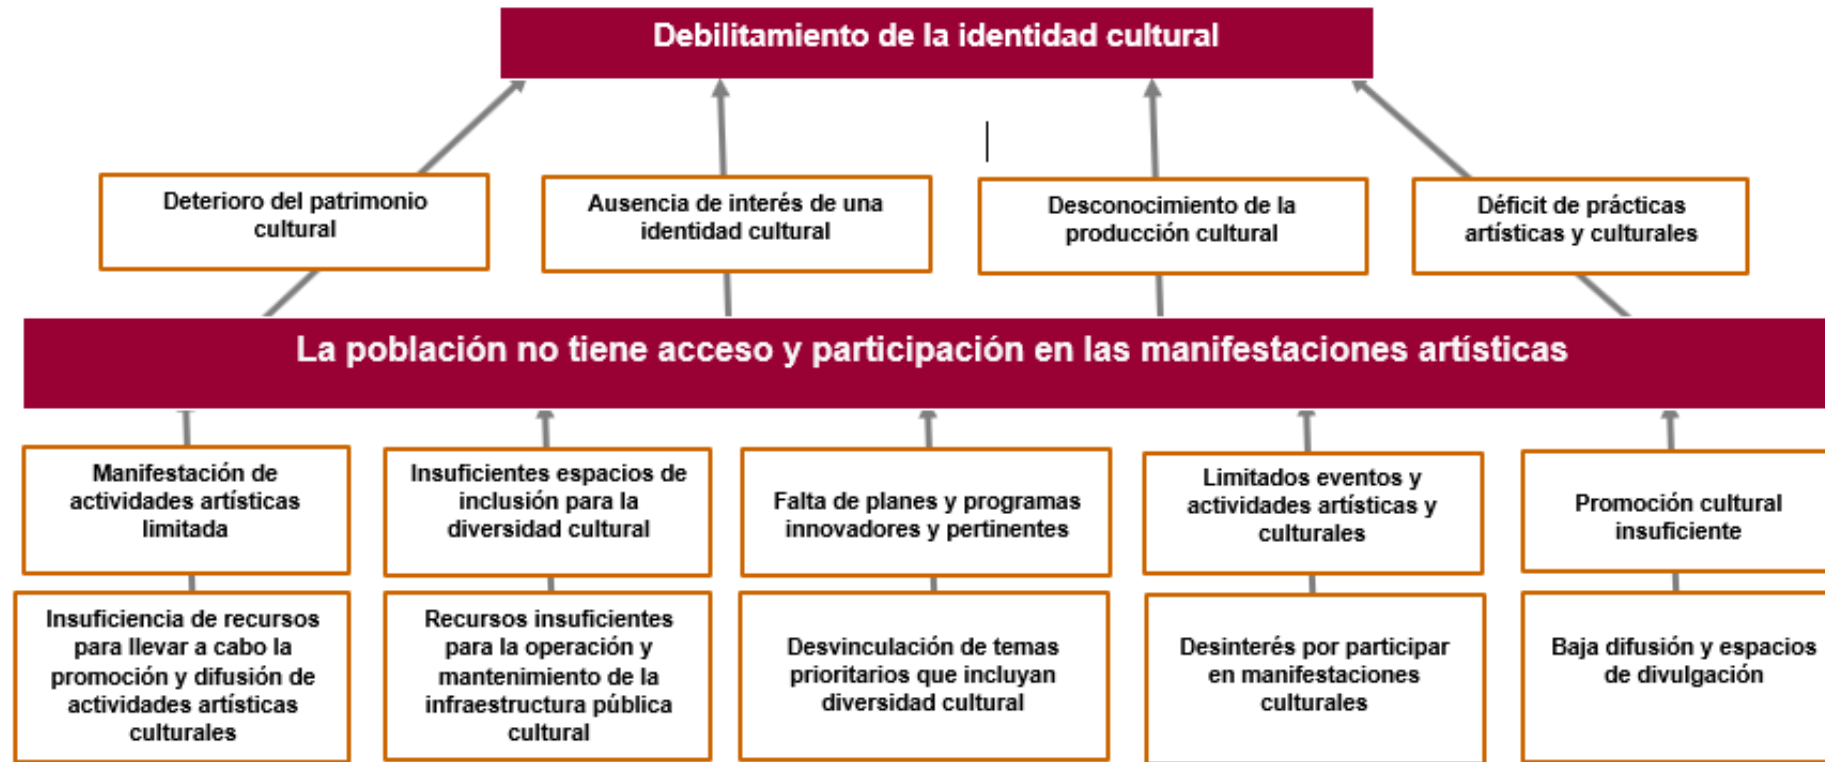 Debilitamiento de la identidad cultural
Deterioro del patrimonio
cultural
Ausencia de interés de una
identidad cultural
Desconocimiento de la
producción cultural
Déficit de prácticas
artísticas y culturales
La población no tiene acceso y participación en las manifestaciones artísticas
Manifestación de
actividades artísticas
limitada
Insuficientes espacios de
inclusión para la
diversidad cultural
Falta de planes y programas
innovadores y pertinentes
Limitados eventos y
actividades artísticas y
culturales
Promoción cultural
insuficiente
Insuficiencia de recursos
para llevar a cabo la
promoción y difusión de
actividades artísticas
culturales
Recursos insuficientes
para la operación y
mantenimiento de la
infraestructura pública
cultural
Desvinculación de temas
prioritarios que incluyan
diversidad cultural
Desinterés por participar
en manifestaciones
culturales
Baja difusión y espacios
de divulgación